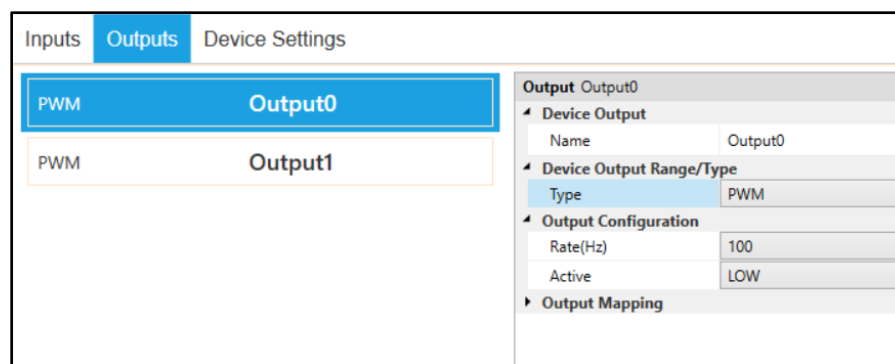 Inputs Outputs Device Settings
PWM Output0
PWM Output1
Output Output0
Device Output
Name Output0
Device Output Range/Type
Type PWM
Output Configuration
Rate(Hz) 100
Active LOW
Output Mapping